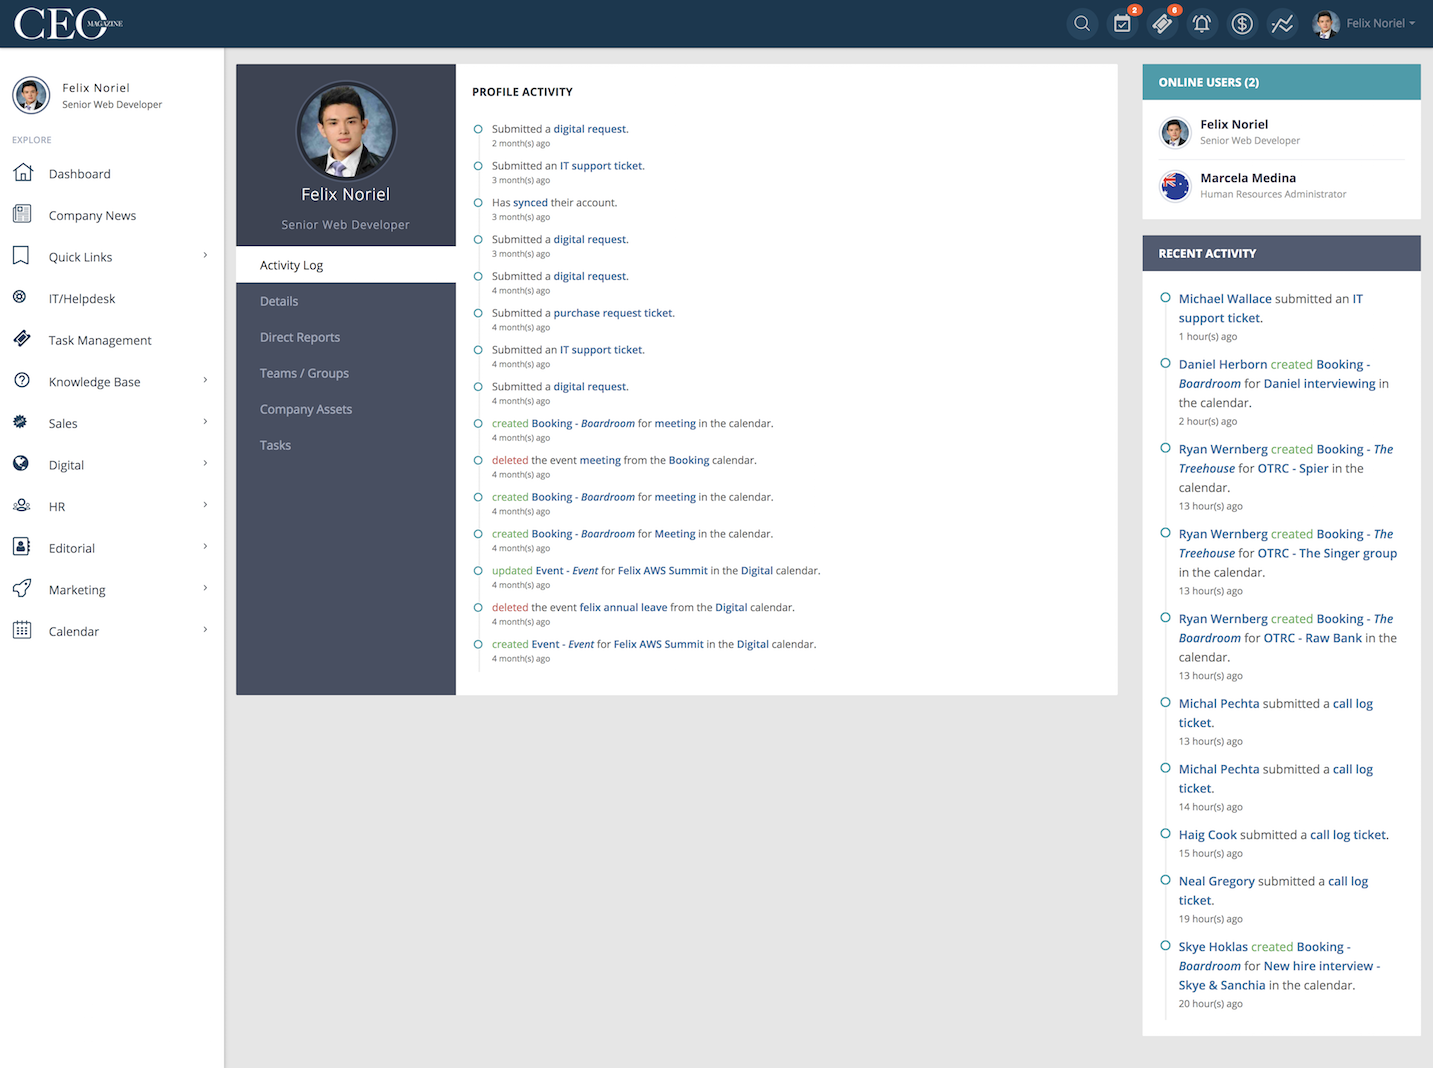 CEO MAGAZINE
2
6
Felix Noriel
Felix Noriel
Senior Web Developer
EXPLORE
Dashboard
Company News
Quick Links
IT/Helpdesk
Task Management
Knowledge Base
Sales
Digital
HR
Editorial
Marketing
Calendar
Felix Noriel
Senior Web Developer
Activity Log
Details
Direct Reports
Teams / Groups
Company Assets
Tasks
PROFILE ACTIVITY
Submitted a digital request.
2 month(s) ago
Submitted an IT support ticket.
3 month(s) ago
Has synced their account.
3 month(s) ago
Submitted a digital request.
3 month(s) ago
Submitted a digital request.
4 month(s) ago
Submitted a purchase request ticket.
4 month(s) ago
Submitted an IT support ticket.
4 month(s) ago
Submitted a digital request.
4 month(s) ago
created Booking - Boardroom for meeting in the calendar.
4 month(s) ago
deleted the event meeting from the Booking calendar.
4 month(s) ago
created Booking - Boardroom for meeting in the calendar.
4 month(s) ago
created Booking - Boardroom for Meeting in the calendar.
4 month(s) ago
updated Event - Event for Felix AWS Summit in the Digital calendar.
4 month(s) ago
deleted the event felix annual leave from the Digital calendar.
4 month(s) ago
created Event - Event for Felix AWS Summit in the Digital calendar.
4 month(s) ago
ONLINE USERS (2)
Felix Noriel
Senior Web Developer
Marcela Medina
Human Resources Administrator
RECENT ACTIVITY
Michael Wallace submitted an IT
support ticket.
1 hour(s) ago
Daniel Herborn created Booking -
Boardroom for Daniel interviewing in
the calendar.
2 hour(s) ago
Ryan Wernberg created Booking - The
Treehouse for OTRC - Spier in the
calendar.
13 hour(s) ago
Ryan Wernberg created Booking - The
Treehouse for OTRC - The Singer group
in the calendar.
13 hour(s) ago
Ryan Wernberg created Booking - The
Boardroom for OTRC - Raw Bank in the
calendar.
13 hour(s) ago
Michal Pechta submitted a call log
ticket.
13 hour(s) ago
Michal Pechta submitted a call log
ticket.
14 hour(s) ago
Haig Cook submitted a call log ticket.
15 hour(s) ago
Neal Gregory submitted a call log
ticket.
19 hour(s) ago
Skye Hoklas created Booking -
Boardroom for New hire interview -
Skye & Sanchia in the calendar.
20 hour(s) ago